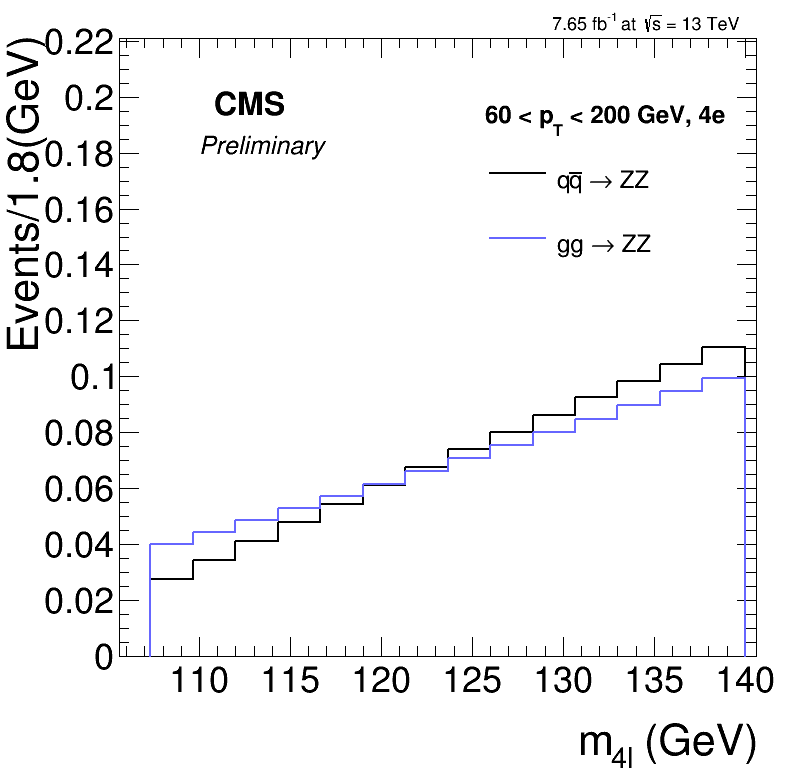 7.65 fb⁻¹ at √s = 13 TeV
Events/1.8(GeV)
0.22
0.2
0.18
0.16
0.14
0.12
0.1
0.08
0.06
0.04
0.02
0
CMS
Preliminary
60 < p_T < 200 GeV, 4e
qq̅ → ZZ
gg → ZZ
110 115 120 125 130 135 140
m_4l (GeV)